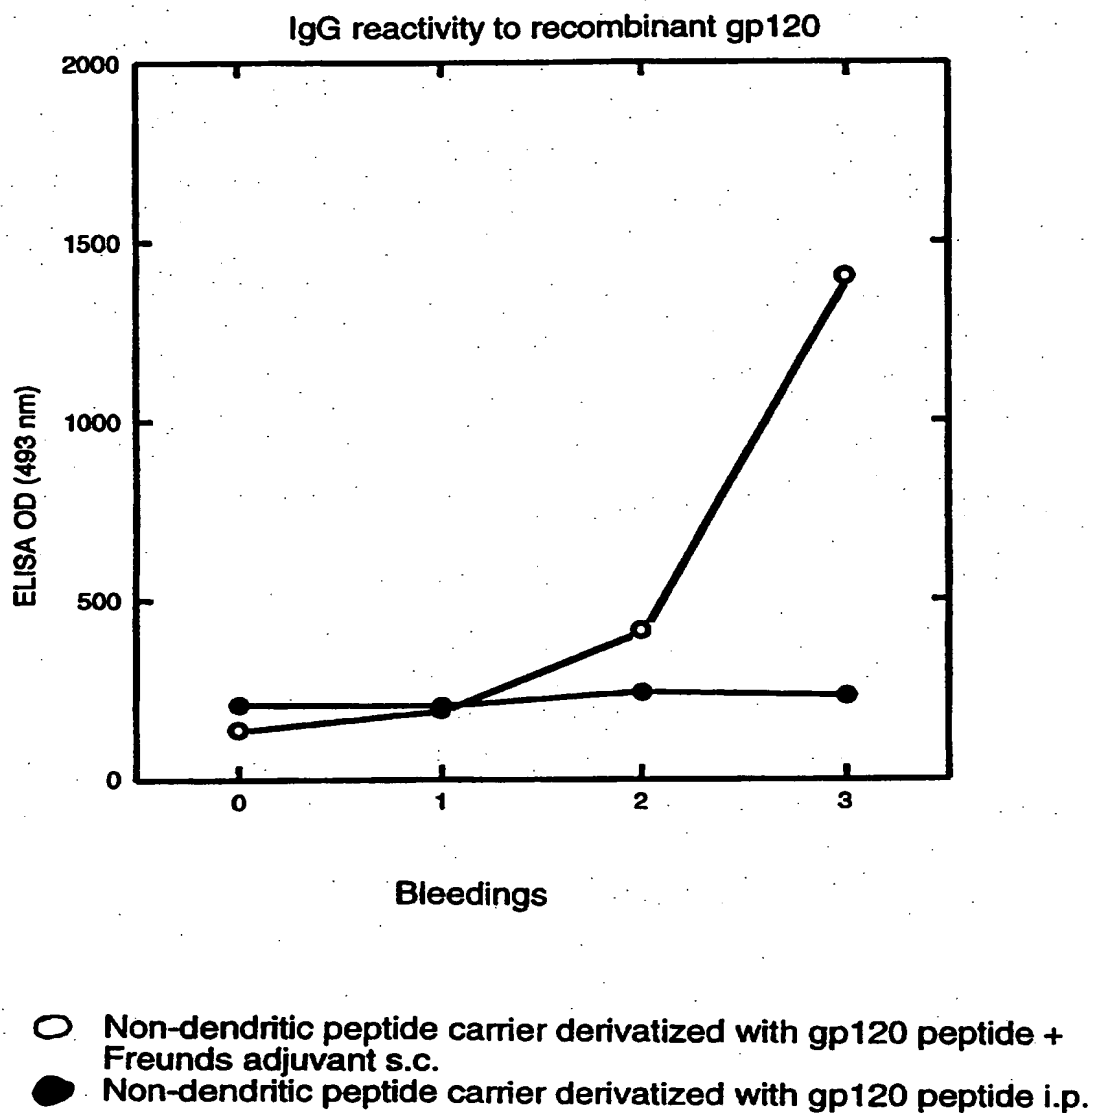 IgG reactivity to recombinant gp120
2000
1500
1000
500
0
ELISA OD (493 nm)
0 1 2 3
Bleedings
Non-dendritic peptide carrier derivatized with gp120 peptide +
Freunds adjuvant s.c.
Non-dendritic peptide carrier derivatized with gp120 peptide i.p.